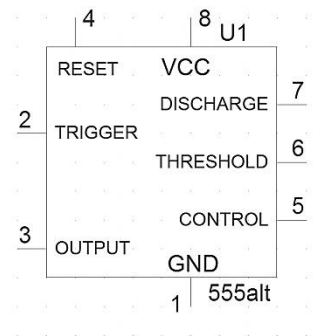 4 8 U1
RESET VCC
7
DISCHARGE
2
TRIGGER
6
THRESHOLD
5
CONTROL
3
OUTPUT
GND
1 555alt